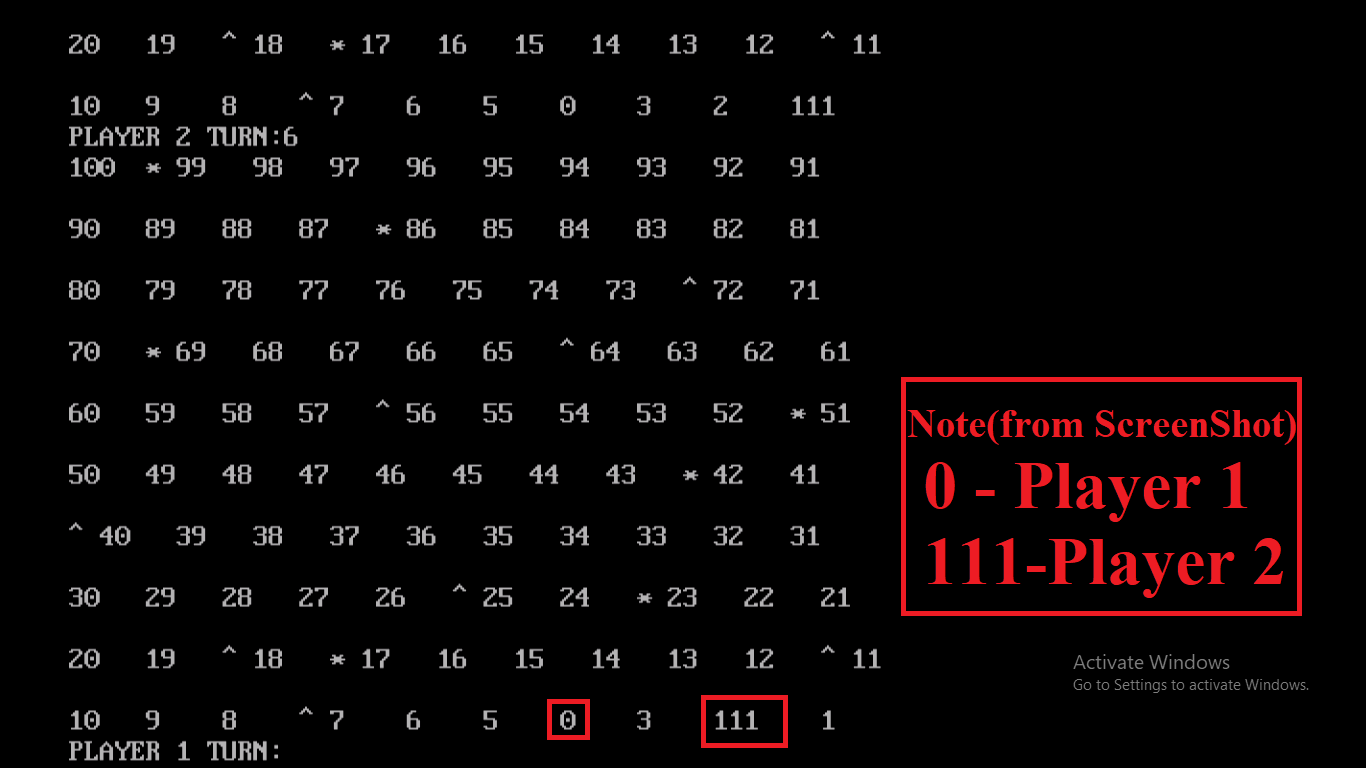 20 19 ^ 18 * 17 16 15 14 13 12 ^ 11
10 9 8 ^ 7 6 5 0 3 2 111
PLAYER 2 TURN:6
100 * 99 98 97 96 95 94 93 92 91
90 89 88 87 * 86 85 84 83 82 81
80 79 78 77 76 75 74 73 ^ 72 71
70 * 69 68 67 66 65 ^ 64 63 62 61
60 59 58 57 ^ 56 55 54 53 52 * 51
50 49 48 47 46 45 44 43 * 42 41
^ 40 39 38 37 36 35 34 33 32 31
30 29 28 27 26 ^ 25 24 * 23 22 21
20 19 ^ 18 * 17 16 15 14 13 12 ^ 11
10 9 8 ^ 7 6 5 0 3 111 1
PLAYER 1 TURN:
Note(from ScreenShot)
0 - Player 1
111-Player 2
Activate Windows
Go to Settings to activate Windows.